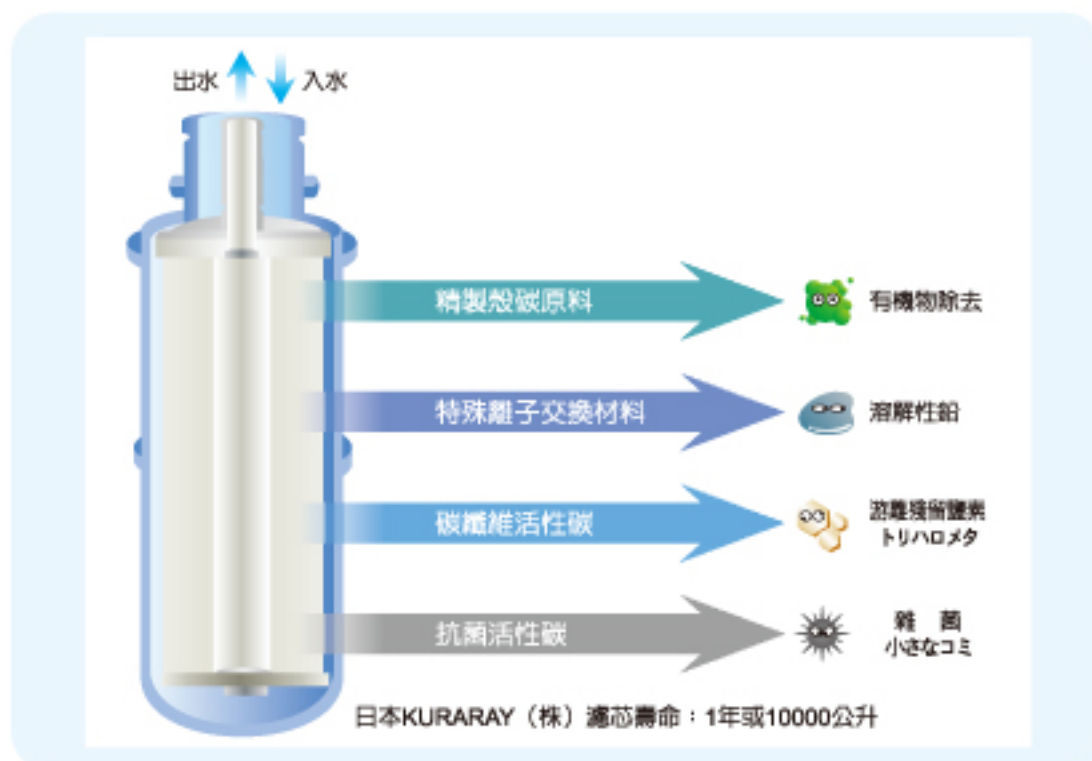 出水 入水
精製殼碳原料
有機物除去
特殊離子交換材料
溶解性鉛
碳纖維活性碳
游離殘留鹽素
トリハロメタ
抗菌活性碳
雜 菌
小さなコミ
日本KURARAY（株）濾芯壽命：1年或10000公升